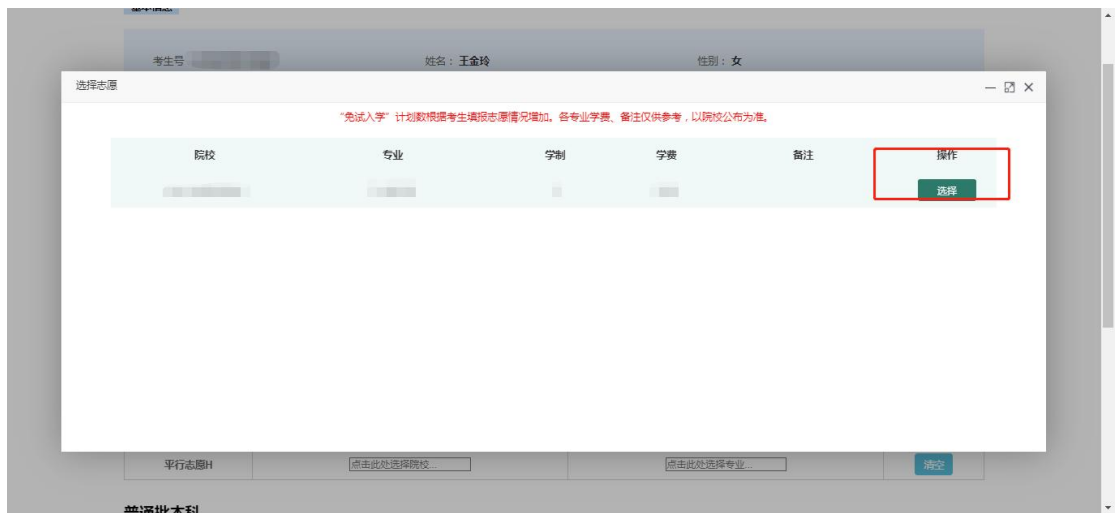 基本信息
考生号 姓名：王金玲 性别：女
选择志愿
“免试入学”计划数根据考生填报志愿情况增加。各专业学费、备注仅供参考，以院校公布为准。
院校 专业 学制 学费 备注 操作
选择
平行志愿H 点击此处选择院校... 点击此处选择专业... 清空
普通批本科